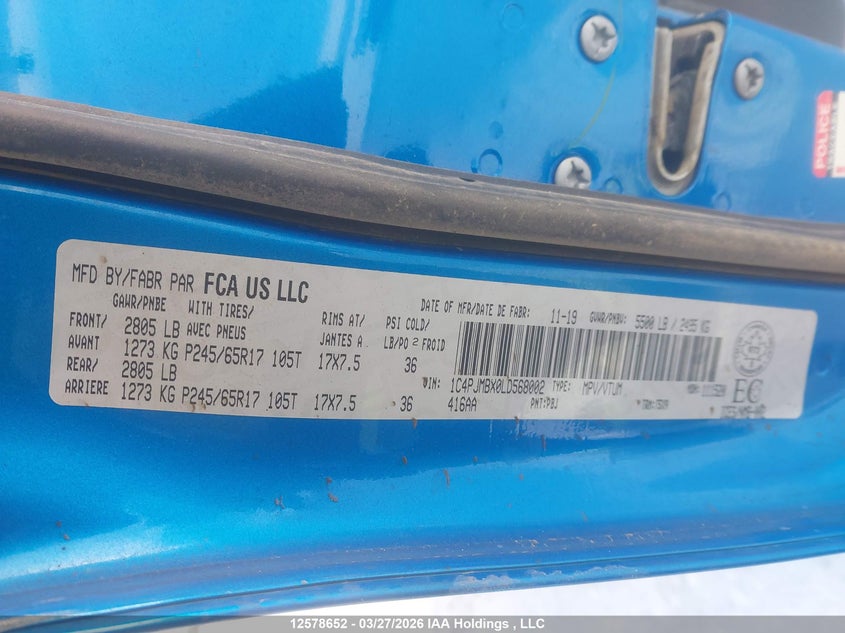 MFD BY/FABR PAR FCA US LLC
DATE OF MFR/DATE DE FABR: 11-19 GVWR/PNBV: 5500 LB / 2495 KG
GAWR/PNBE WITH TIRES/ RIMS AT/ PSI COLD/
AVEC PNEUS JANTES A LB/PO2 FROID
FRONT/ 2805 LB
AVANT 1273 KG P245/65R17 105T 17X7.5 36
REAR/ 2805 LB
ARRIERE 1273 KG P245/65R17 105T 17X7.5 36
VIN: 1C4PJMBX0LD568002 TYPE: MPV/VTUM
416AA PNT:PBJ
EC
POLICE
12578652 - 03/27/2026 IAA Holdings , LLC